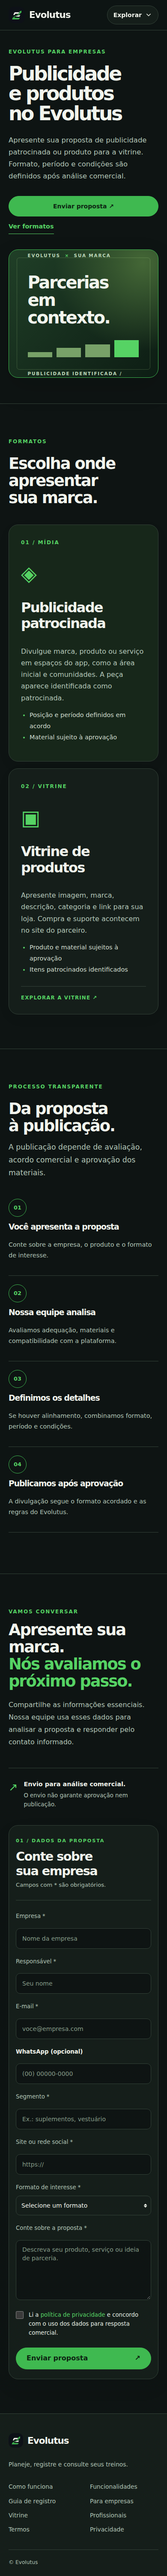 Evolutus
Explorar
EVOLUTUS PARA EMPRESAS
Publicidade
e produtos
no Evolutus
Apresente sua proposta de publicidade
patrocinada ou produto para a vitrine.
Formato, período e condições são
definidos após análise comercial.
Enviar proposta ↗
Ver formatos
EVOLUTUS × SUA MARCA
Parcerias
em
contexto.
PUBLICIDADE IDENTIFICADA /
FORMATOS
Escolha onde
apresentar
sua marca.
01 / MÍDIA
Publicidade
patrocinada
Divulgue marca, produto ou serviço
em espaços do app, como a área
inicial e comunidades. A peça
aparece identificada como
patrocinada.
• Posição e período definidos em
acordo
• Material sujeito à aprovação
02 / VITRINE
Vitrine de
produtos
Apresente imagem, marca,
descrição, categoria e link para sua
loja. Compra e suporte acontecem
no site do parceiro.
• Produto e material sujeitos à
aprovação
• Itens patrocinados identificados
EXPLORAR A VITRINE ↗
PROCESSO TRANSPARENTE
Da proposta
à publicação.
A publicação depende de avaliação,
acordo comercial e aprovação dos
materiais.
01
Você apresenta a proposta
Conte sobre a empresa, o produto e o formato
de interesse.
02
Nossa equipe analisa
Avaliamos adequação, materiais e
compatibilidade com a plataforma.
03
Definimos os detalhes
Se houver alinhamento, combinamos formato,
período e condições.
04
Publicamos após aprovação
A divulgação segue o formato acordado e as
regras do Evolutus.
VAMOS CONVERSAR
Apresente sua
marca.
Nós avaliamos o
próximo passo.
Compartilhe as informações essenciais.
Nossa equipe usa esses dados para
analisar a proposta e responder pelo
contato informado.
↗ Envio para análise comercial.
O envio não garante aprovação nem
publicação.
01 / DADOS DA PROPOSTA
Conte sobre
sua empresa
Campos com * são obrigatórios.
Empresa *
Nome da empresa
Responsável *
Seu nome
E-mail *
voce@empresa.com
WhatsApp (opcional)
(00) 00000-0000
Segmento *
Ex.: suplementos, vestuário
Site ou rede social *
https://
Formato de interesse *
Selecione um formato
Conte sobre a proposta *
Descreva seu produto, serviço ou ideia
de parceria.
Li a política de privacidade e concordo
com o uso dos dados para resposta
comercial.
Enviar proposta ↗
Evolutus
Planeje, registre e consulte seus treinos.
Como funciona Funcionalidades
Guia de registro Para empresas
Vitrine Profissionais
Termos Privacidade
© Evolutus